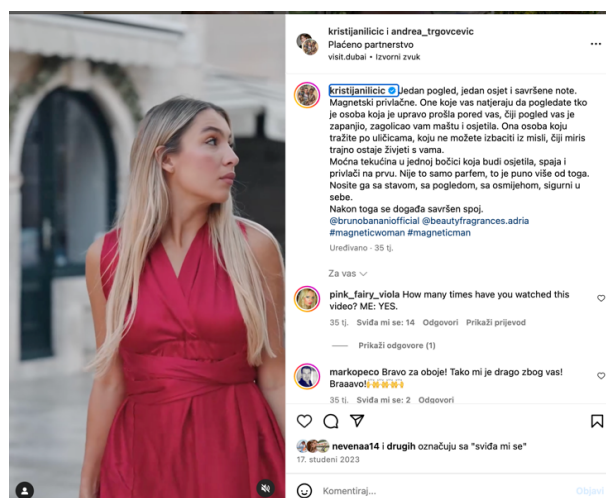 kristijanilicic i andrea_trgovcevic
Plaćeno partnerstvo
visit.dubai • Izvorni zvuk
kristijanilicic Jedan pogled, jedan osjet i savršene note.
Magnetski privlačne. One koje vas natjeraju da pogledate tko
je osoba koja je upravo prošla pored vas, čiji pogled vas je
zapanjio, zagolicao vam maštu i osjetila. Ona osoba koju
tražite po uličicama, koju ne možete izbaciti iz misli, čiji miris
trajno ostaje živjeti s vama.
Moćna tekućina u jednoj bočici koja budi osjetila, spaja i
privlači na prvu. Nije to samo parfem, to je puno više od toga.
Nosite ga sa stavom, sa pogledom, sa osmijehom, sigurni u
sebe.
Nakon toga se događa savršen spoj.
@brunobananiofficial @beautyfragrances.adria
#magneticwoman #magneticman
Uređivano · 35 tj.
Za vas
pink_fairy_viola How many times have you watched this
video? ME: YES.
35 tj. Sviđa mi se: 14 Odgovori Prikaži prijevod
Prikaži odgovore (1)
markopeco Bravo za oboje! Tako mi je drago zbog vas!
Braaavo!🙌🙌🙌
35 tj. Sviđa mi se: 2 Odgovori
nevenaa14 i drugih označuju sa "sviđa mi se"
17. studeni 2023
Komentiraj...
Objavi